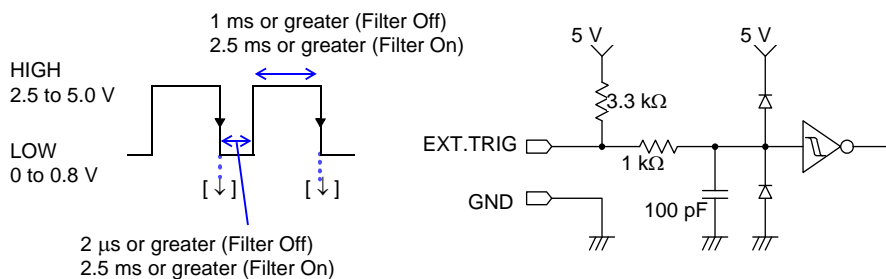 1 ms or greater (Filter Off)
2.5 ms or greater (Filter On)
HIGH
2.5 to 5.0 V
LOW
0 to 0.8 V
[ ↓ ]
[ ↓ ]
2 μs or greater (Filter Off)
2.5 ms or greater (Filter On)
5 V
5 V
3.3 kΩ
EXT.TRIG
1 kΩ
GND
100 pF